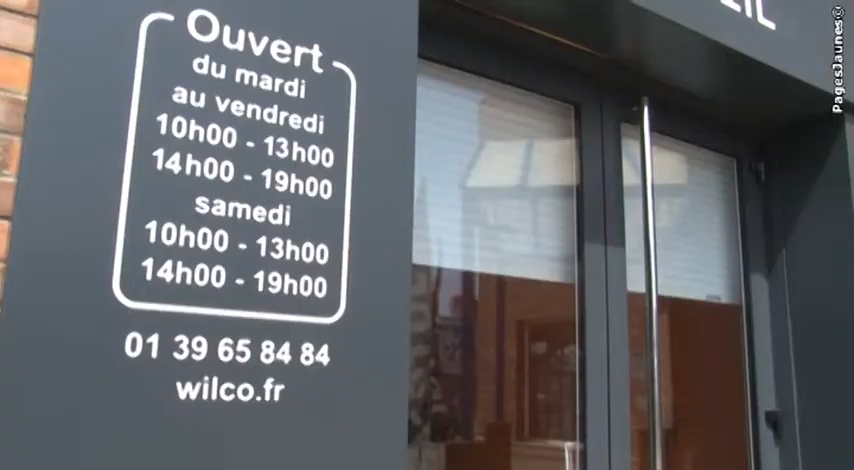 Ouvert
du mardi
au vendredi
10h00 - 13h00
14h00 - 19h00
samedi
10h00 - 13h00
14h00 - 19h00
01 39 65 84 84
wilco.fr
PagesJaunes©